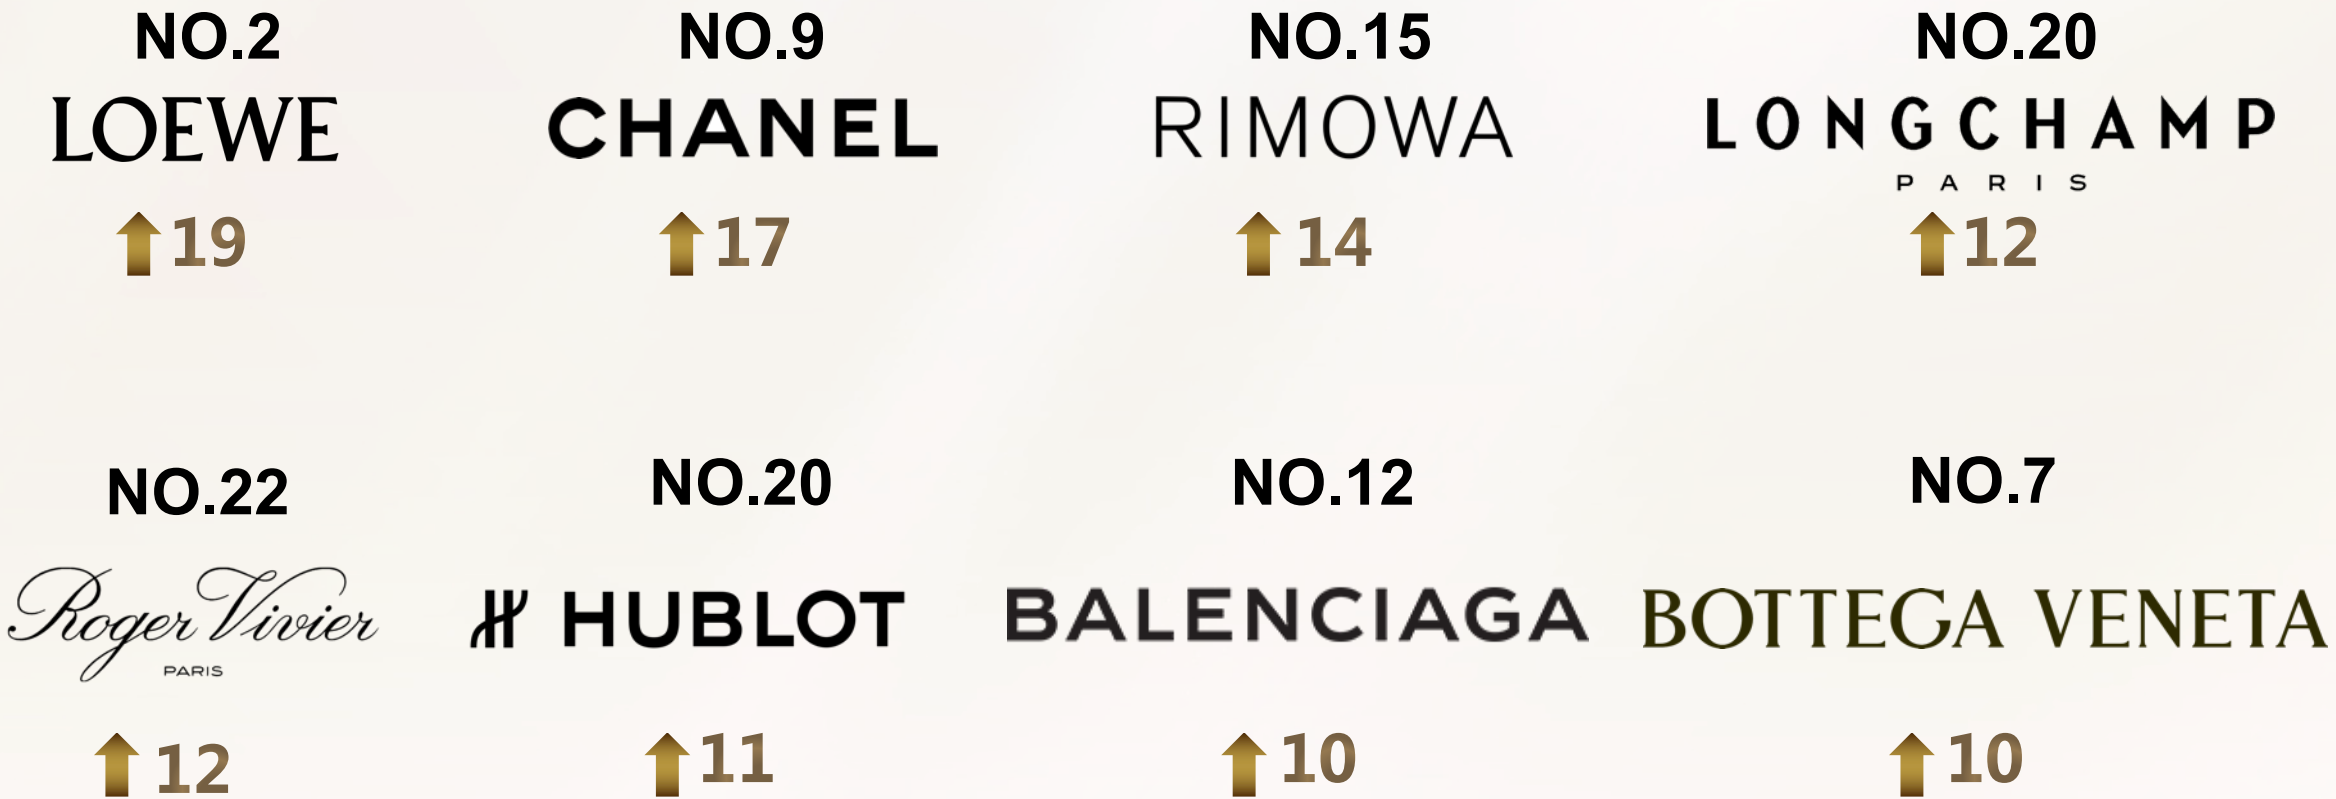 NO.2 NO.9 NO.15 NO.20
LOEWE CHANEL RIMOWA LONGCHAMP
PARIS
19 17 14 12
NO.22 NO.20 NO.12 NO.7
Roger Vivier HUBLOT BALENCIAGA BOTTEGA VENETA
PARIS
12 11 10 10